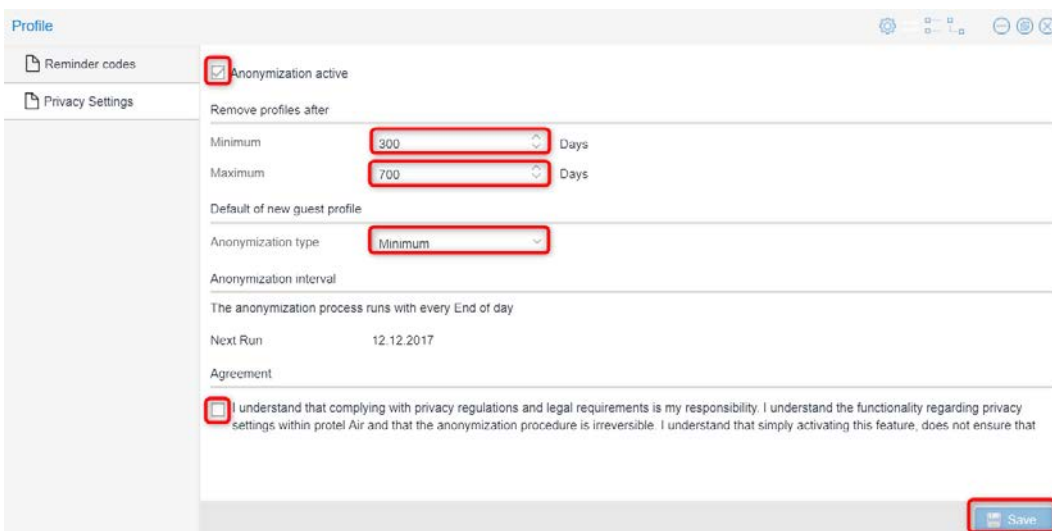 Profile
Reminder codes
Privacy Settings
Anonymization active
Remove profiles after
Minimum 300 Days
Maximum 700 Days
Default of new guest profile
Anonymization type Minimum
Anonymization interval
The anonymization process runs with every End of day
Next Run 12.12.2017
Agreement
I understand that complying with privacy regulations and legal requirements is my responsibility. I understand the functionality regarding privacy
settings within protel Air and that the anonymization procedure is irreversible. I understand that simply activating this feature, does not ensure that
Save